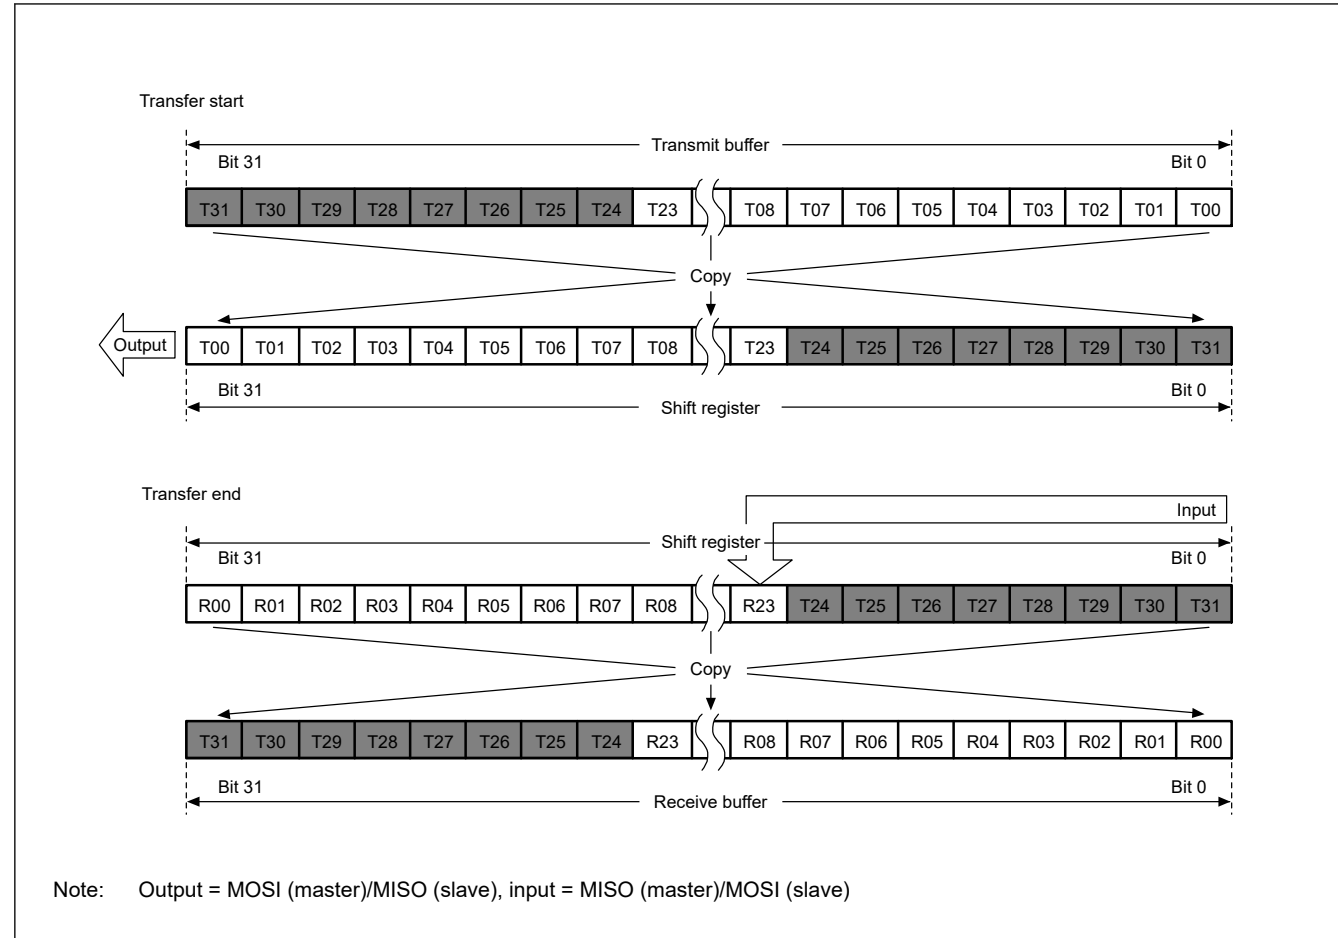 Transfer start
Transmit buffer
Bit 31 Bit 0
T31 T30 T29 T28 T27 T26 T25 T24 T23 T08 T07 T06 T05 T04 T03 T02 T01 T00
Copy
Output T00 T01 T02 T03 T04 T05 T06 T07 T08 T23 T24 T25 T26 T27 T28 T29 T30 T31
Bit 31 Bit 0
Shift register
Transfer end
Input
Shift register
Bit 31 Bit 0
R00 R01 R02 R03 R04 R05 R06 R07 R08 R23 T24 T25 T26 T27 T28 T29 T30 T31
Copy
T31 T30 T29 T28 T27 T26 T25 T24 R23 R08 R07 R06 R05 R04 R03 R02 R01 R00
Bit 31 Bit 0
Receive buffer
Note: Output = MOSI (master)/MISO (slave), input = MISO (master)/MOSI (slave)